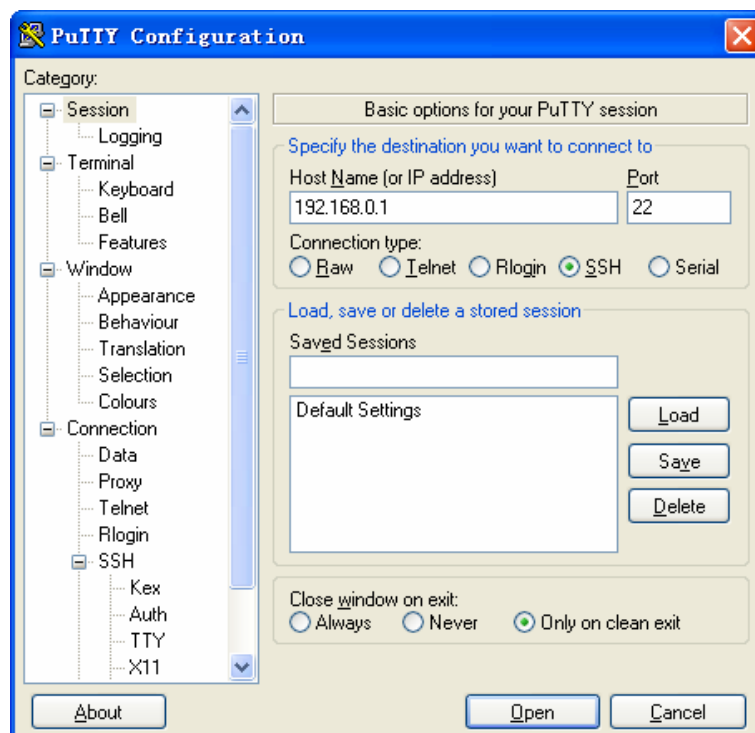 PuTTY Configuration
Category:
Session
Logging
Terminal
Keyboard
Bell
Features
Window
Appearance
Behaviour
Translation
Selection
Colours
Connection
Data
Proxy
Telnet
Rlogin
SSH
Kex
Auth
TTY
X11
Basic options for your PuTTY session
Specify the destination you want to connect to
Host Name (or IP address) Port
192.168.0.1 22
Connection type:
Raw Telnet Rlogin SSH Serial
Load, save or delete a stored session
Saved Sessions
Default Settings
Load
Save
Delete
Close window on exit:
Always Never Only on clean exit
About Open Cancel